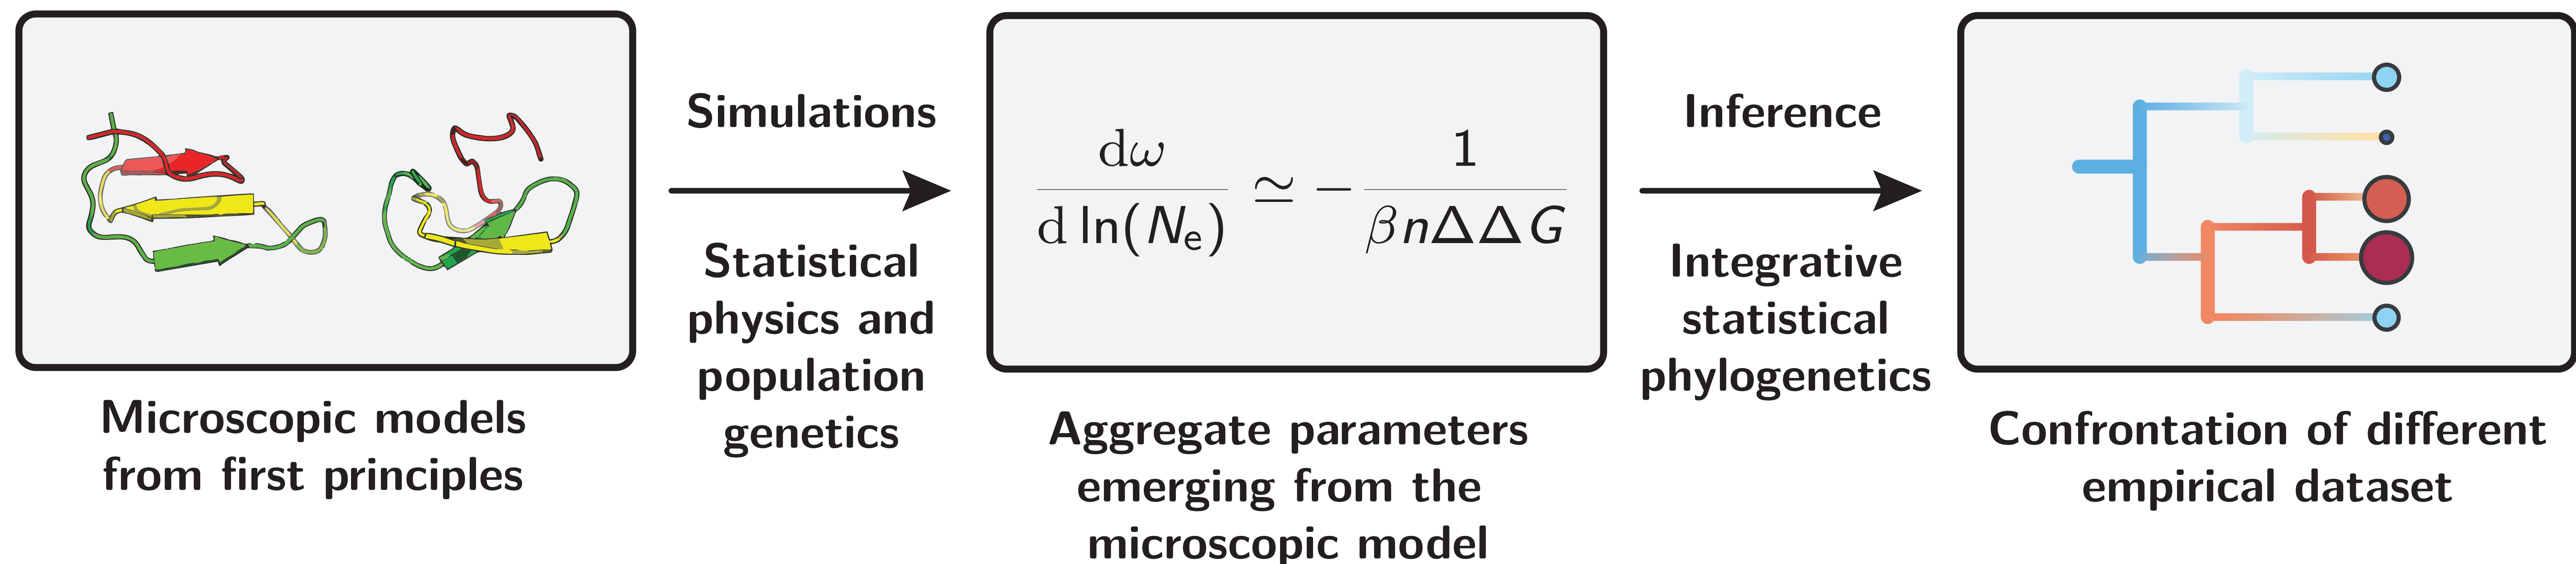 Microscopic models
from first principles
Simulations
Statistical
physics and
population
genetics
dω
d ln(Nₑ)
≃ −
1
βnΔΔG
Aggregate parameters
emerging from the
microscopic model
Inference
Integrative
statistical
phylogenetics
Confrontation of different
empirical dataset